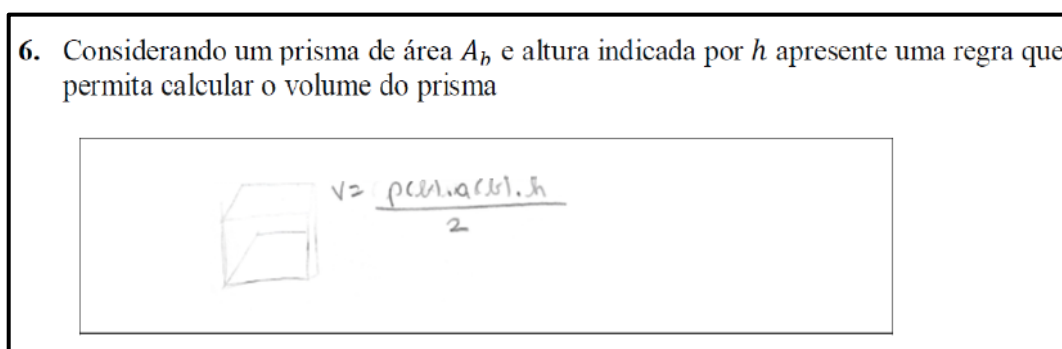 6. Considerando um prisma de área A_b e altura indicada por h apresente uma regra que
permita calcular o volume do prisma
V = p(b).a(b).h
2